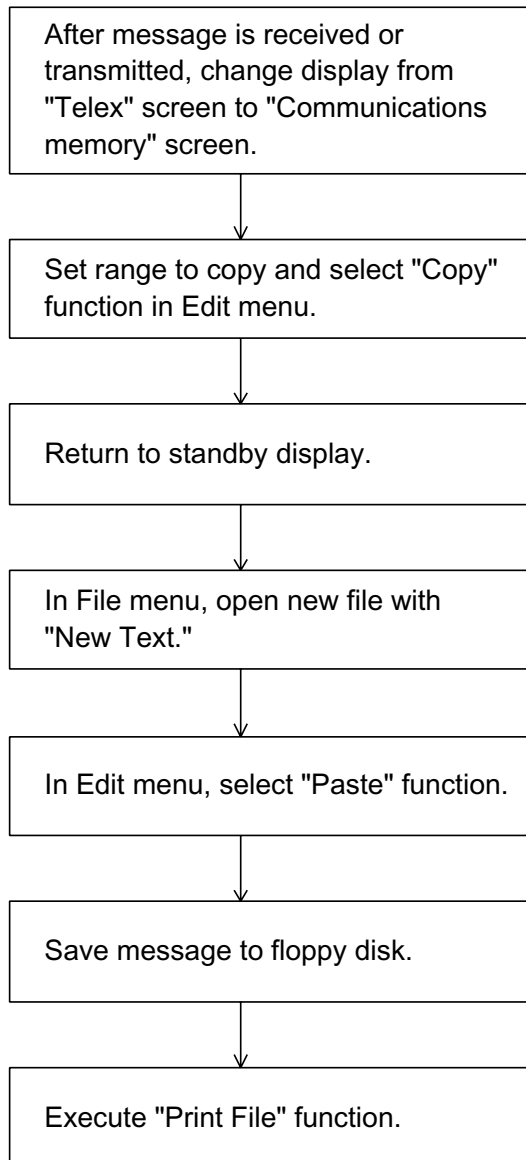 After message is received or
transmitted, change display from
"Telex" screen to "Communications
memory" screen.
Set range to copy and select "Copy"
function in Edit menu.
Return to standby display.
In File menu, open new file with
"New Text."
In Edit menu, select "Paste" function.
Save message to floppy disk.
Execute "Print File" function.